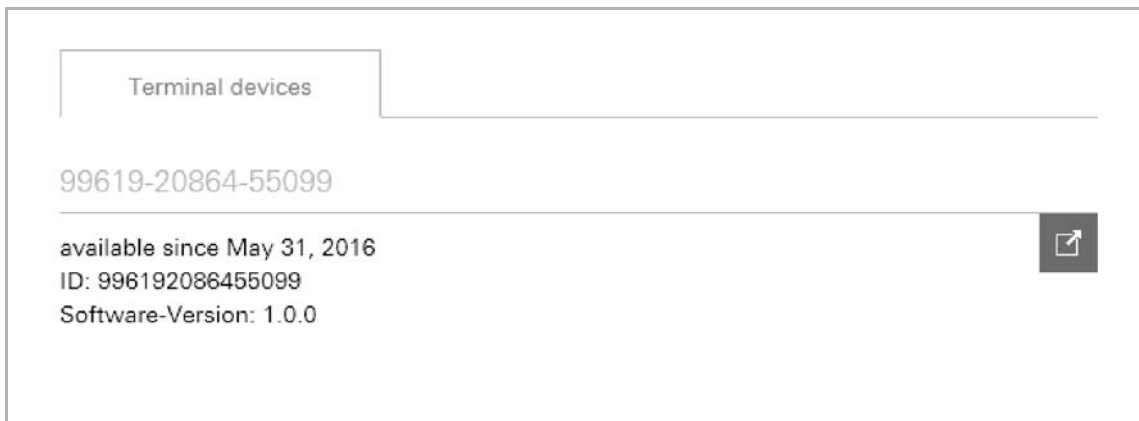 Terminal devices
99619-20864-55099
available since May 31, 2016
ID: 996192086455099
Software-Version: 1.0.0